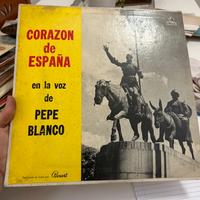 CORAZON
de
ESPAÑA
en la voz
de
PEPE
BLANCO